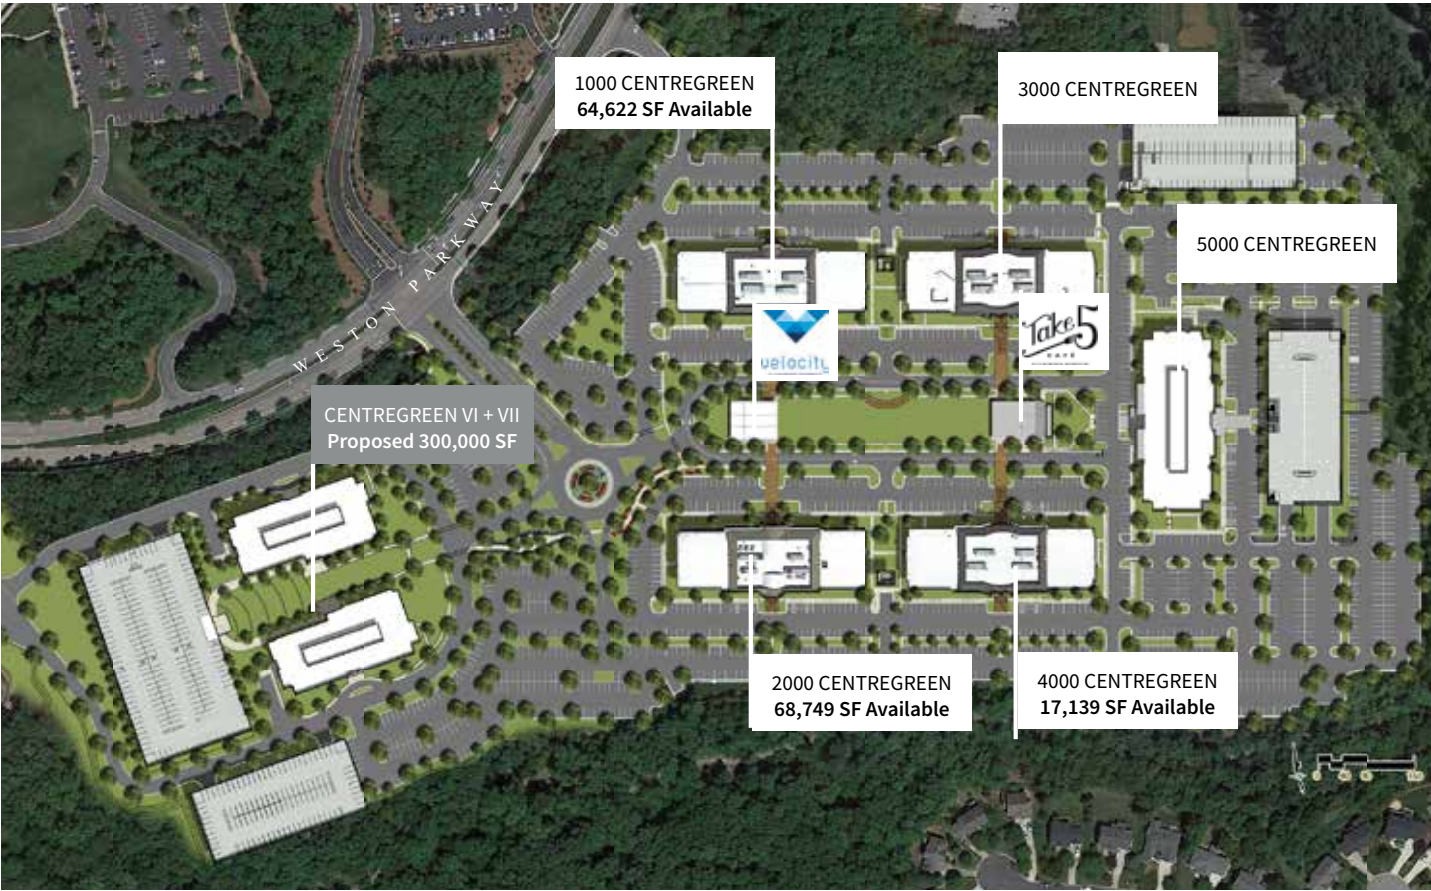 1000 CENTREGREEN
64,622 SF Available
3000 CENTREGREEN
5000 CENTREGREEN
WESTON PARKWAY
velocity
Take 5
CAFÉ
CENTREGREEN VI + VII
Proposed 300,000 SF
2000 CENTREGREEN
68,749 SF Available
4000 CENTREGREEN
17,139 SF Available